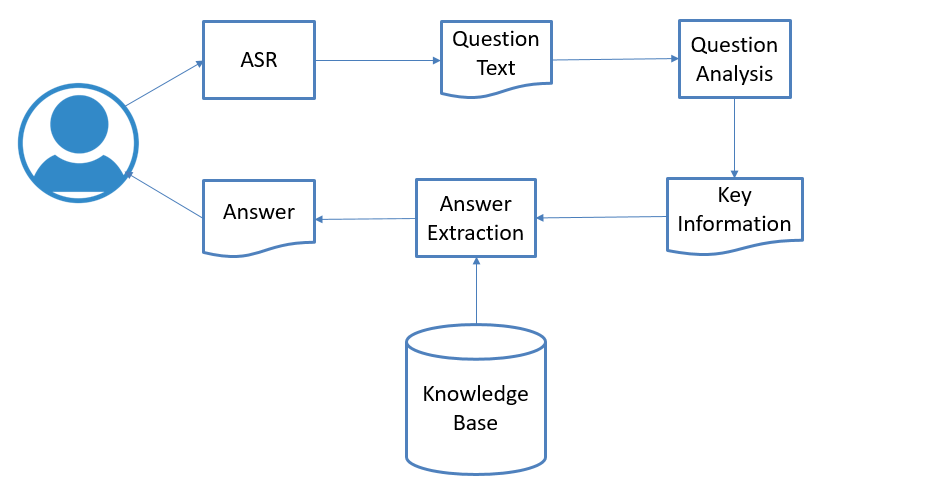 ASR
Question
Text
Question
Analysis
Answer
Answer
Extraction
Key
Information
Knowledge
Base